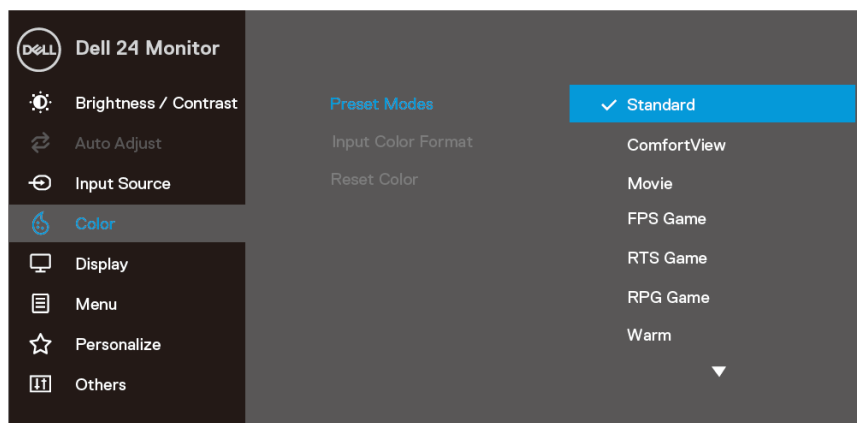 DELL Dell 24 Monitor
Brightness / Contrast
Auto Adjust
Input Source
Color
Display
Menu
Personalize
Others
Preset Modes
Input Color Format
Reset Color
Standard
ComfortView
Movie
FPS Game
RTS Game
RPG Game
Warm